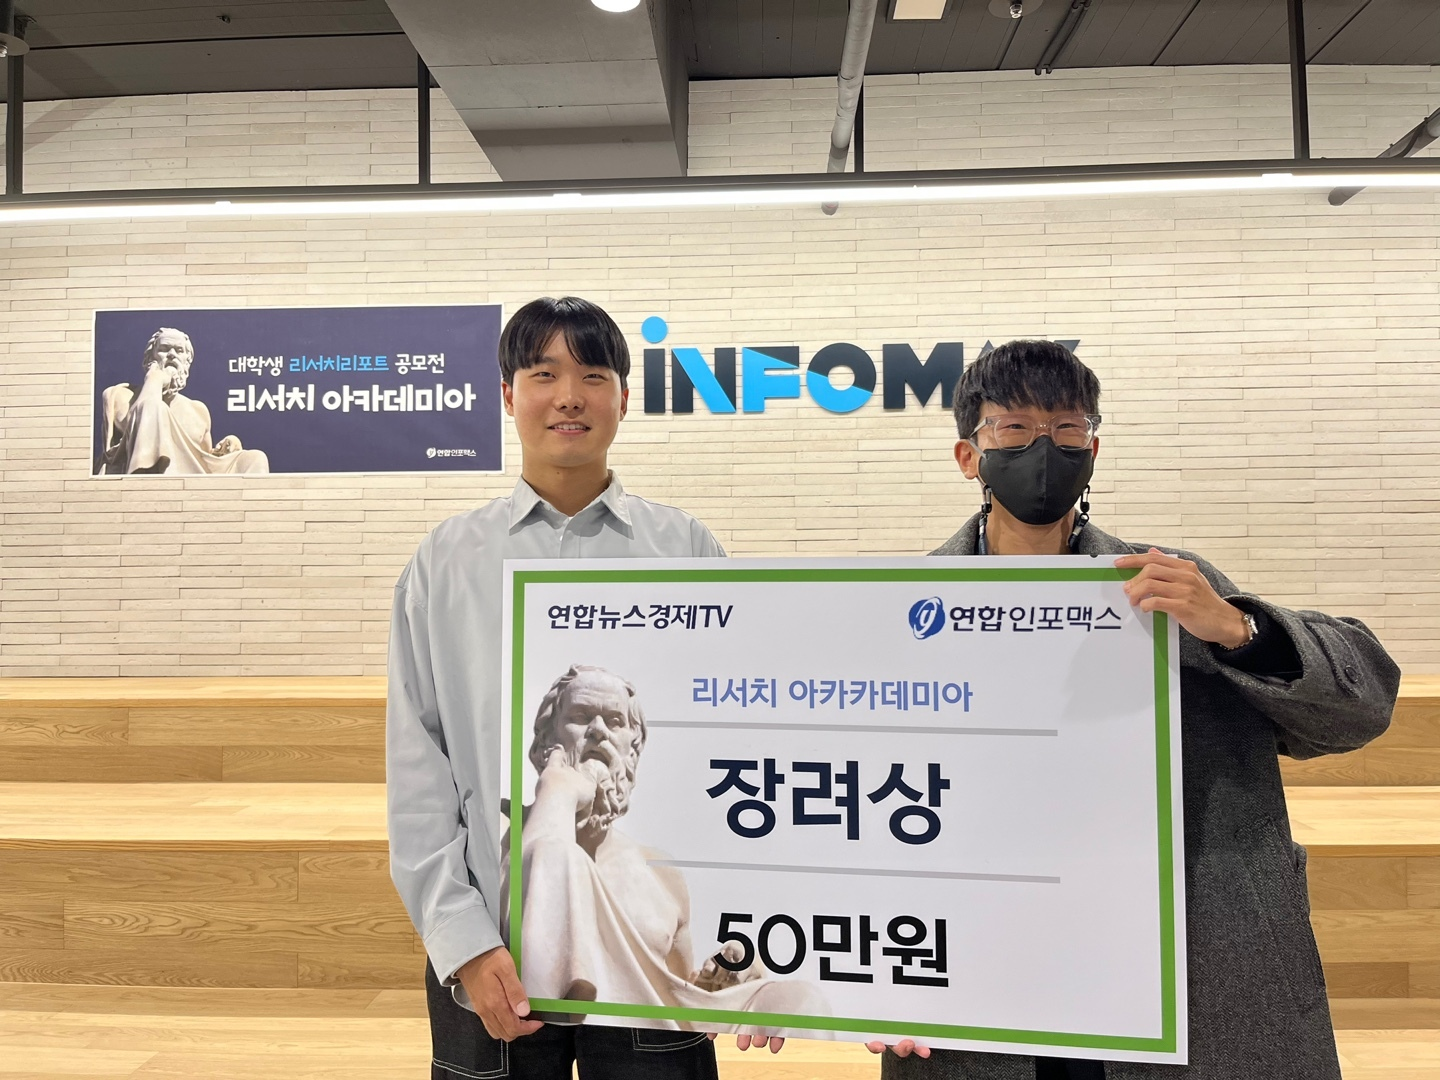 대학생 리서치리포트 공모전
리서치 아카데미아
연합인포맥스
INFOM
연합뉴스경제TV
연합인포맥스
리서치 아카카데미아
장려상
50만원